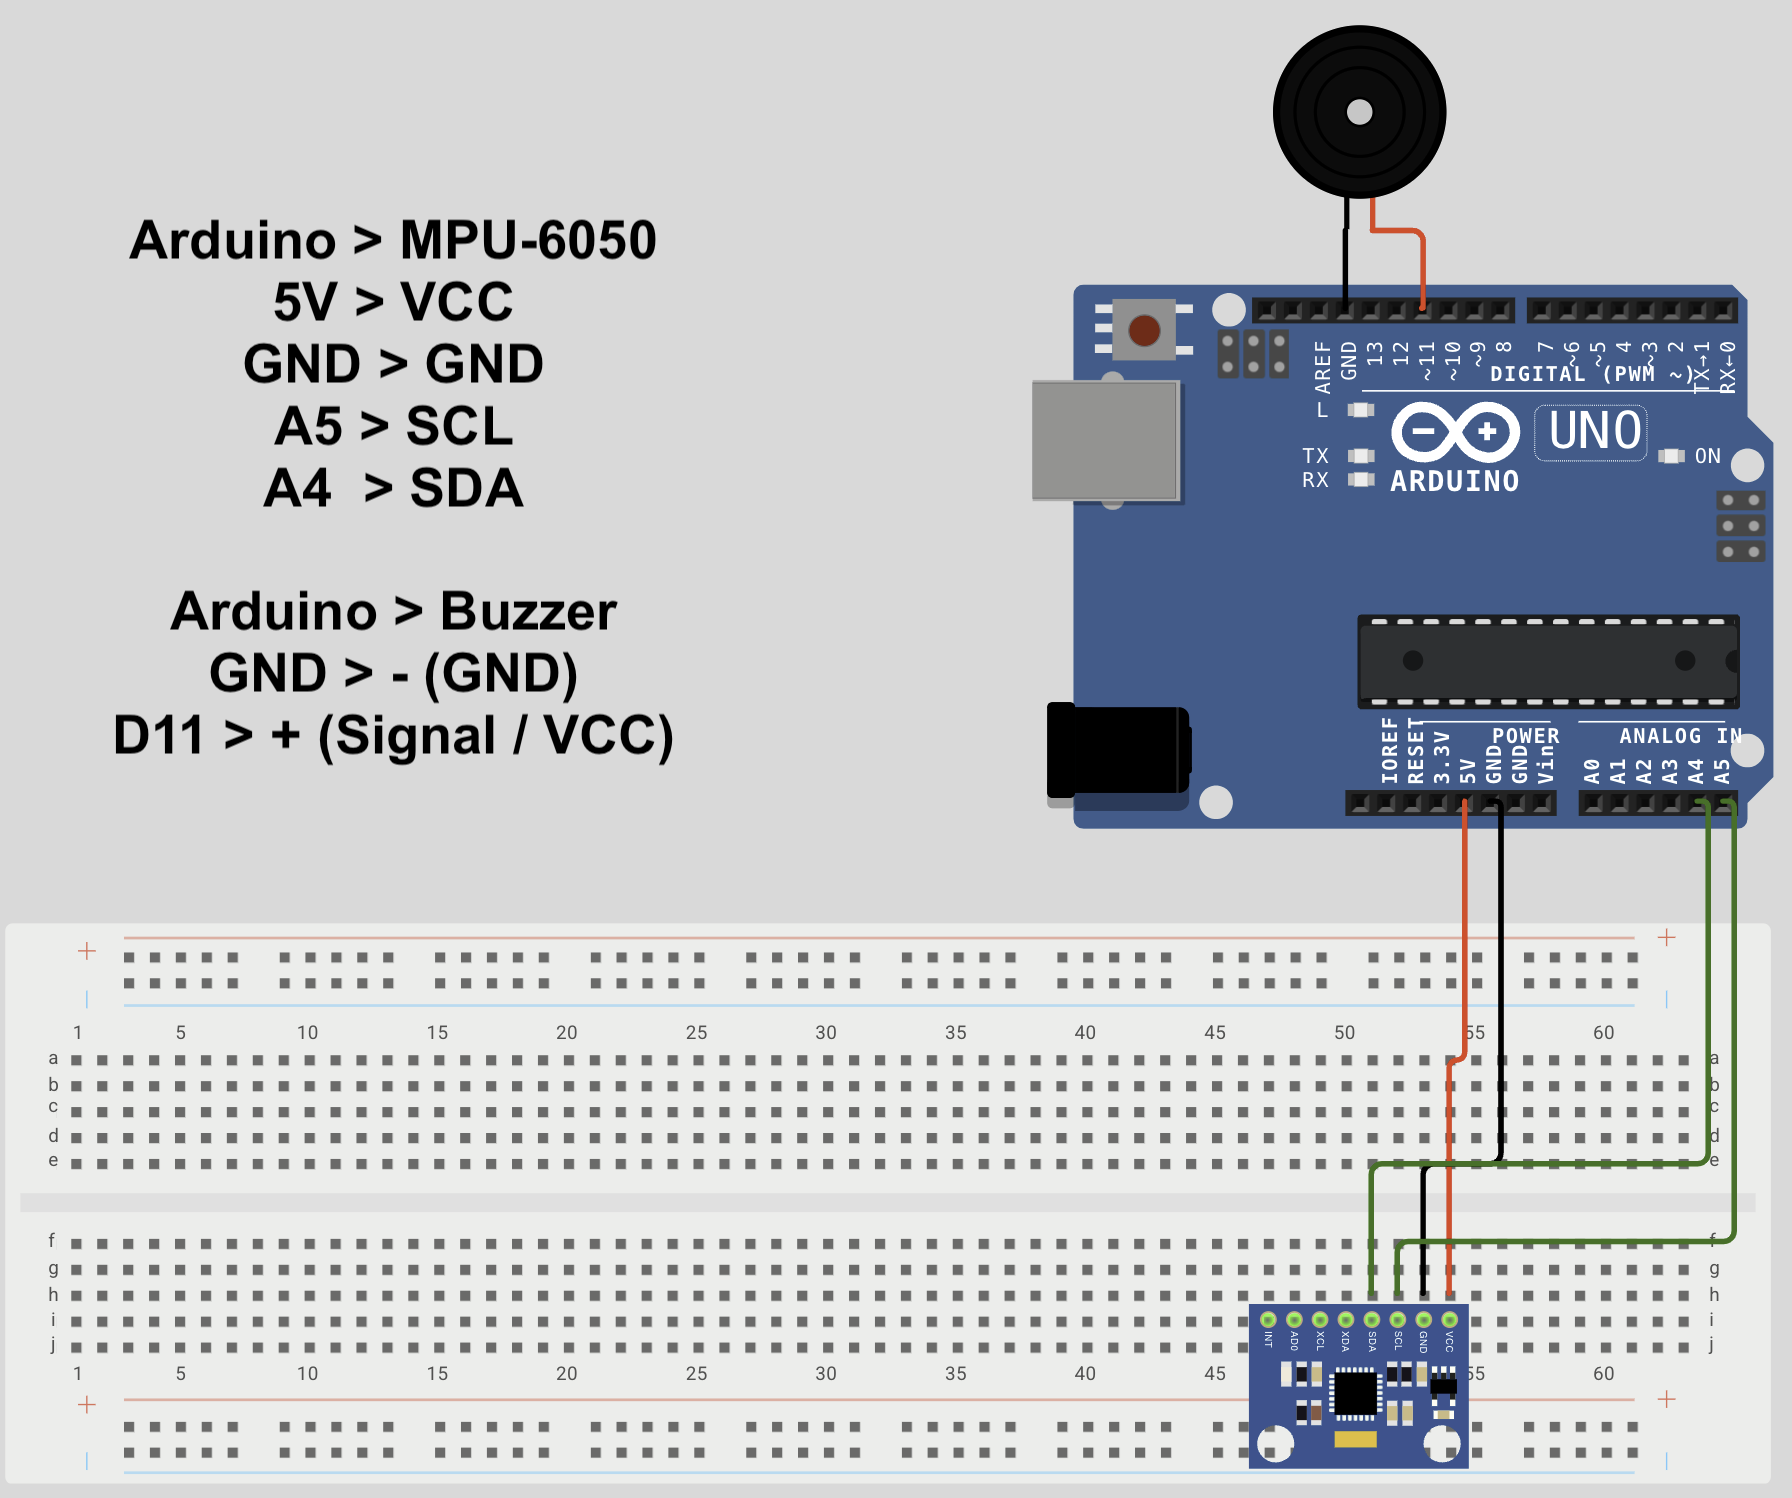 Arduino > MPU-6050
5V > VCC
GND > GND
A5 > SCL
A4 > SDA
Arduino > Buzzer
GND > - (GND)
D11 > + (Signal / VCC)
AREF GND 13 12 ~11 ~10 ~9 8 7 ~6 ~5 4 ~3 2 TX→1 RX←0
DIGITAL (PWM ~)
L
TX
RX
UNO
ON
ARDUINO
IOREF RESET 3.3V 5V GND GND Vin A0 A1 A2 A3 A4 A5
POWER ANALOG IN
+ +
1 5 10 15 20 25 30 35 40 45 50 55 60
a a
b b
c c
d d
e e
f f
g g
h h
i i
j j
INT AD0 XCL XDA SDA SCL GND VCC
1 5 10 15 20 25 30 35 40 45 55 60
+ +